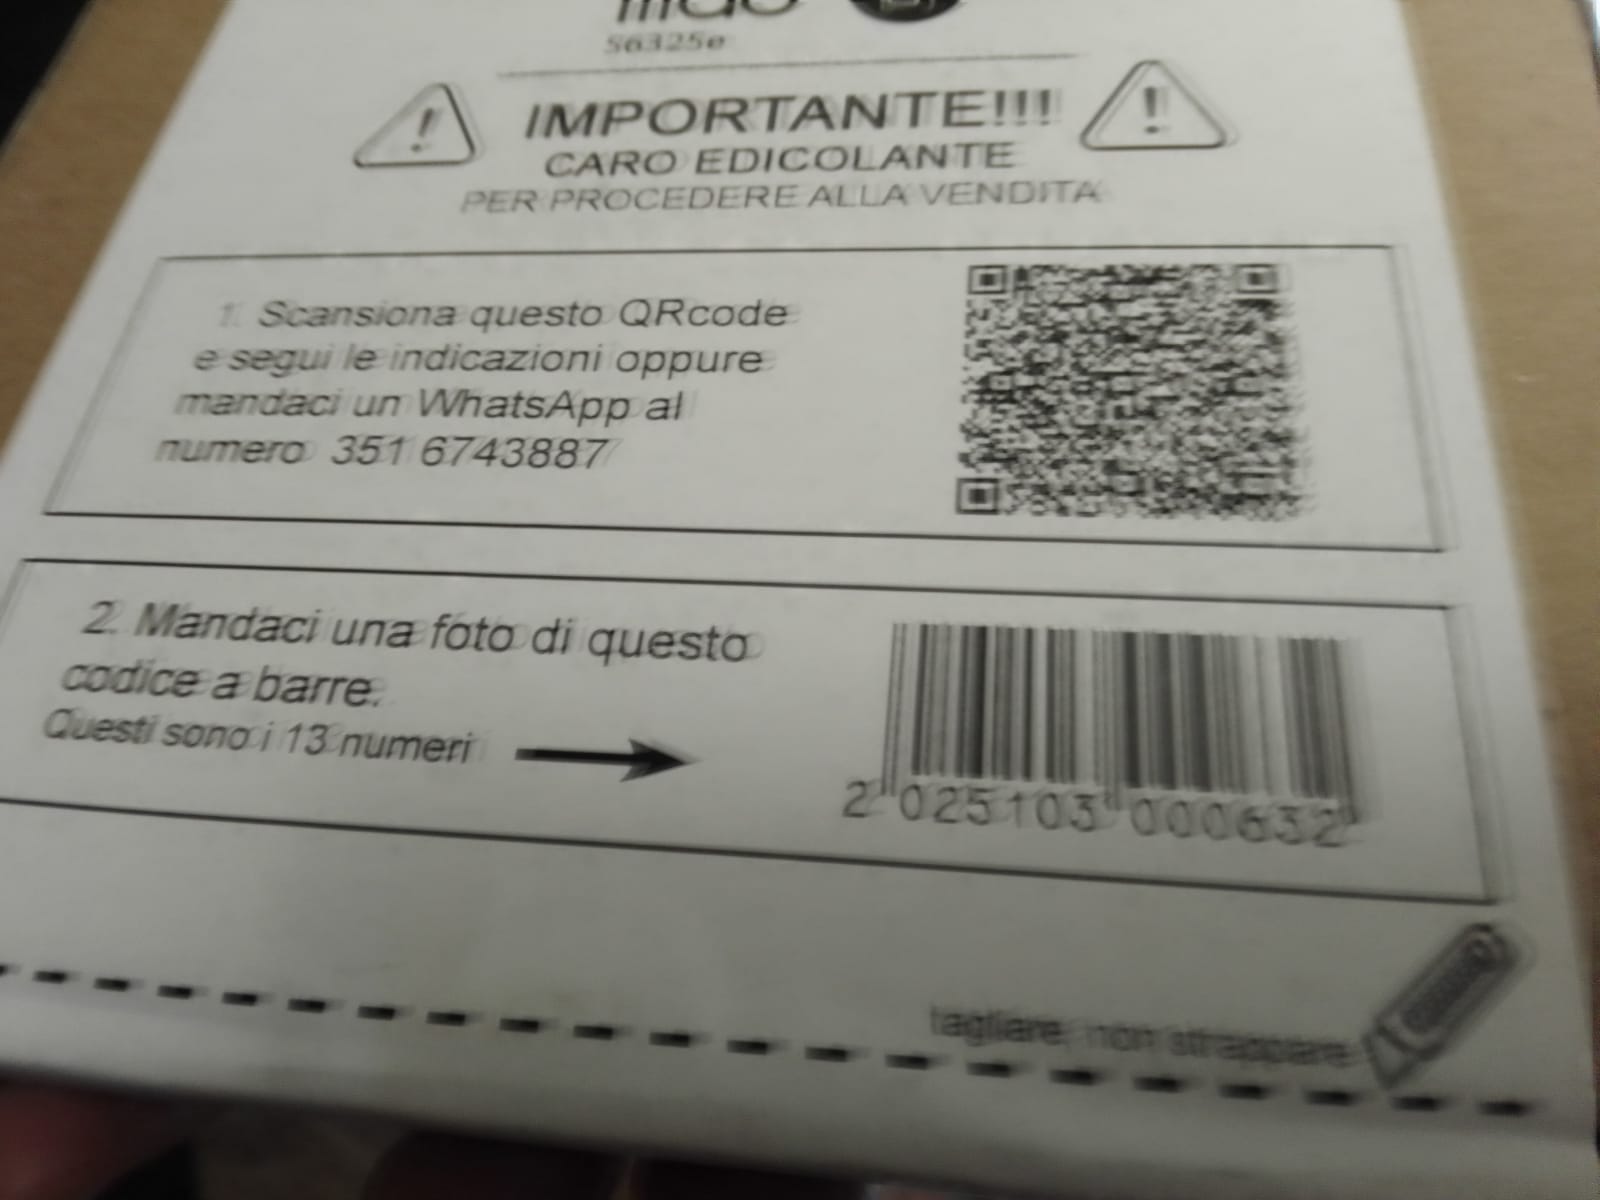 56325e
IMPORTANTE!!!
CARO EDICOLANTE
PER PROCEDERE ALLA VENDITA
1. Scansiona questo QRcode
e segui le indicazioni oppure
mandaci un WhatsApp al
numero 351 6743887
2. Mandaci una foto di questo
codice a barre.
Questi sono i 13 numeri
2 025103 000632
tagliare, non strappare